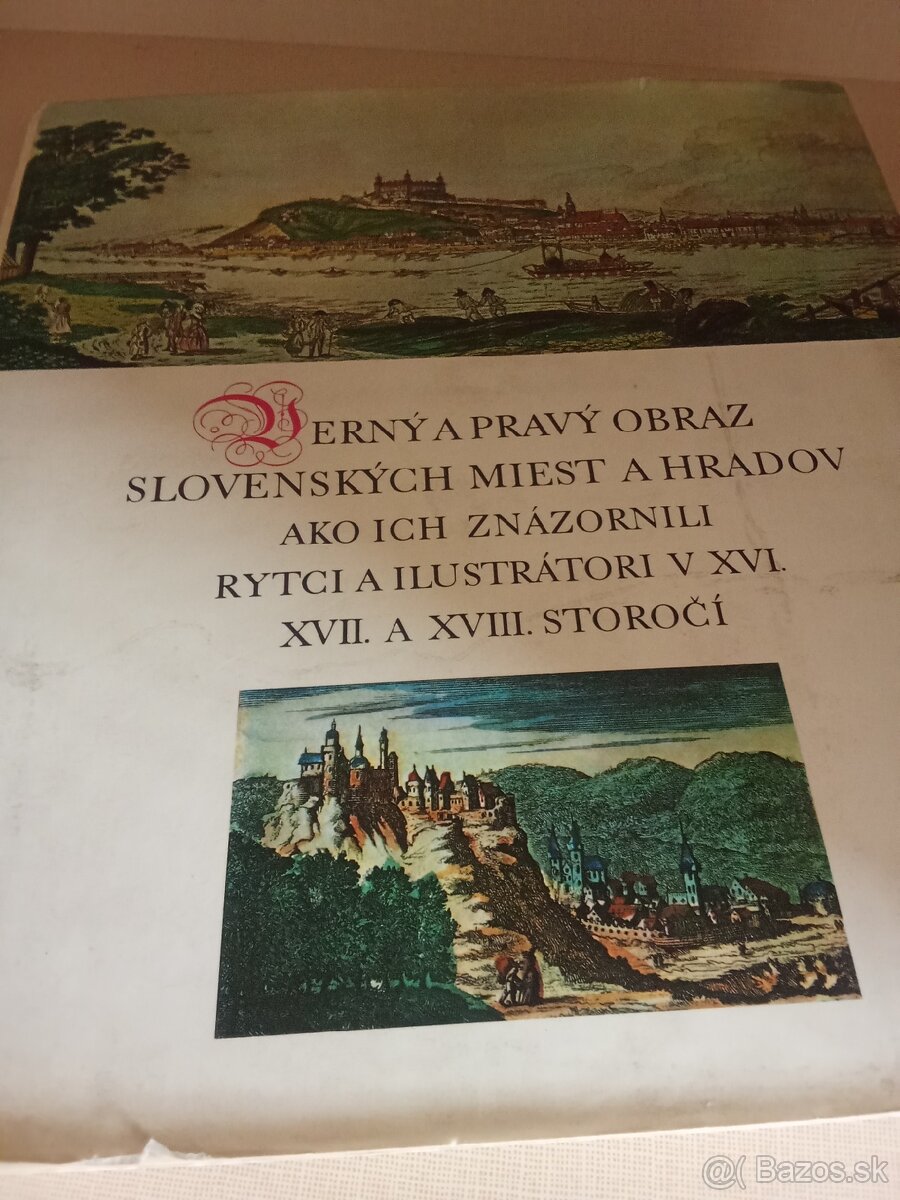 VERNÝ A PRAVÝ OBRAZ
SLOVENSKÝCH MIEST A HRADOV
AKO ICH ZNÁZORNILI
RYTCI A ILUSTRÁTORI V XVI.
XVII. A XVIII. STOROČÍ
@( Bazos.sk